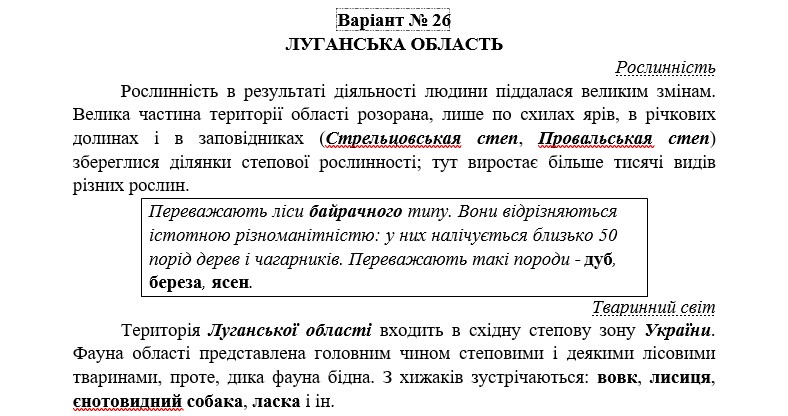 Варіант № 26
ЛУГАНСЬКА ОБЛАСТЬ
Рослинність
Рослинність в результаті діяльності людини піддалася великим змінам.
Велика частина території області розорана, лише по схилах ярів, в річкових
долинах і в заповідниках (Стрельцовськая степ, Провальськая степ)
збереглися ділянки степової рослинності; тут виростає більше тисячі видів
різних рослин.
Переважають ліси байрачного типу. Вони відрізняються
істотною різноманітністю: у них налічується близько 50
порід дерев і чагарників. Переважають такі породи - дуб,
береза, ясен.
Тваринний світ
Територія Луганської області входить в східну степову зону України.
Фауна області представлена головним чином степовими і деякими лісовими
тваринами, проте, дика фауна бідна. З хижаків зустрічаються: вовк, лисиця,
єнотовидний собака, ласка і ін.